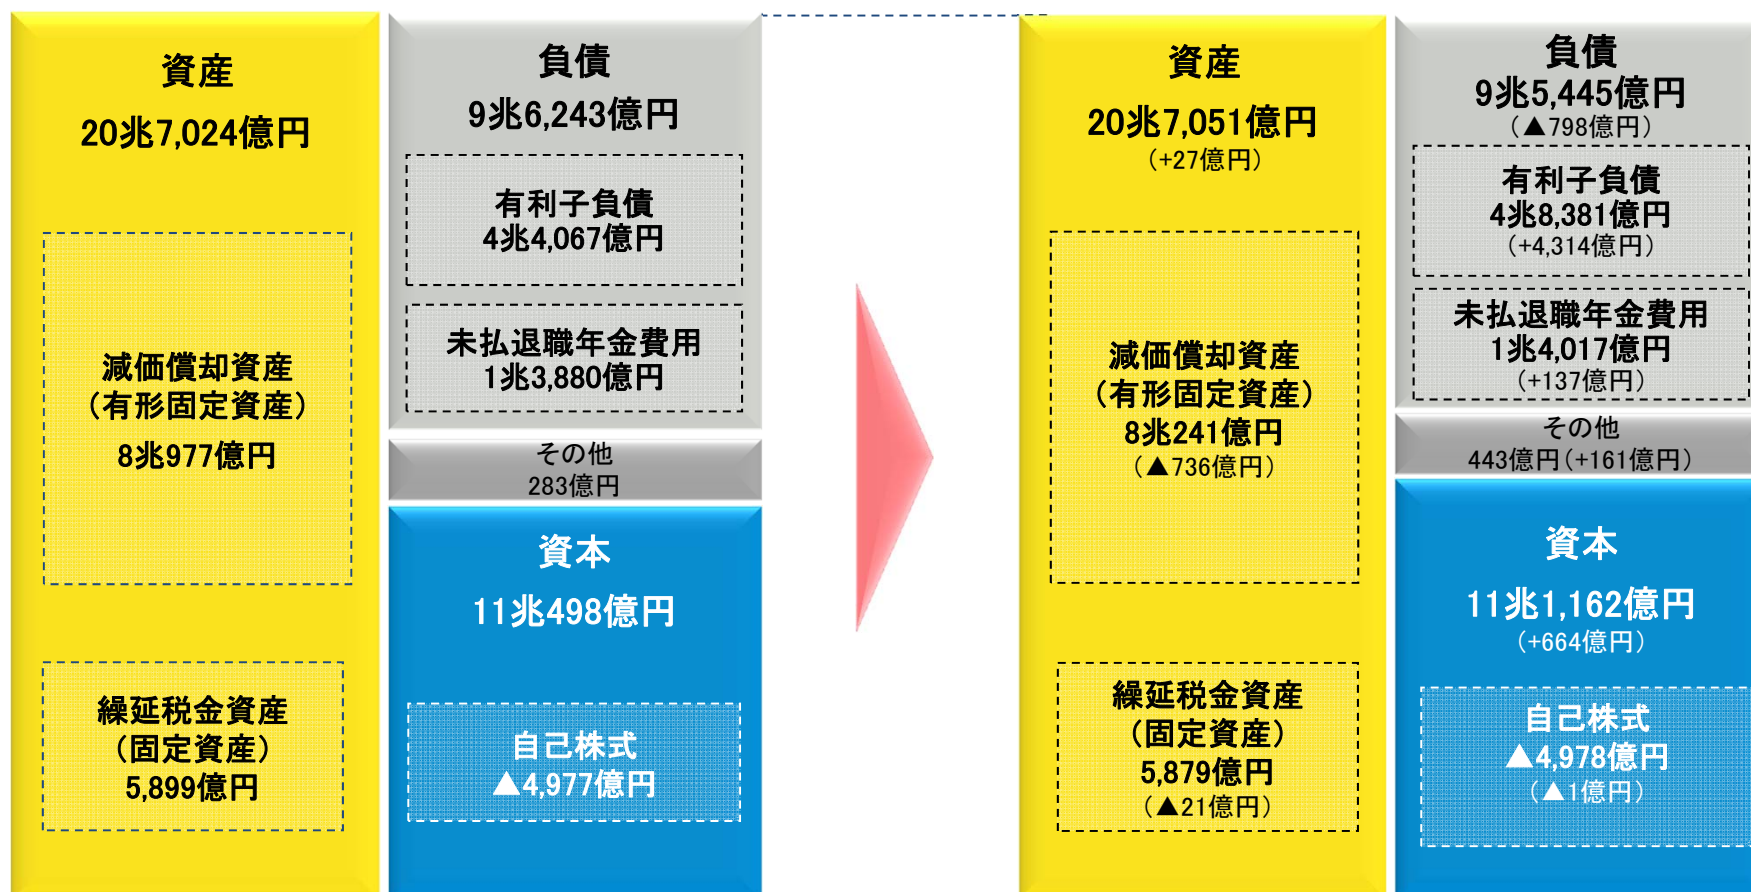 資産
20兆7,024億円
減価償却資産
（有形固定資産）
8兆977億円
繰延税金資産
（固定資産）
5,899億円
負債
9兆6,243億円
有利子負債
4兆4,067億円
未払退職年金費用
1兆3,880億円
その他
283億円
資本
11兆498億円
自己株式
▲4,977億円
資産
20兆7,051億円
（+27億円）
減価償却資産
（有形固定資産）
8兆241億円
（▲736億円）
繰延税金資産
（固定資産）
5,879億円
（▲21億円）
負債
9兆5,445億円
（▲798億円）
有利子負債
4兆8,381億円
（+4,314億円）
未払退職年金費用
1兆4,017億円
（+137億円）
その他
443億円（+161億円）
資本
11兆1,162億円
（+664億円）
自己株式
▲4,978億円
（▲1億円）